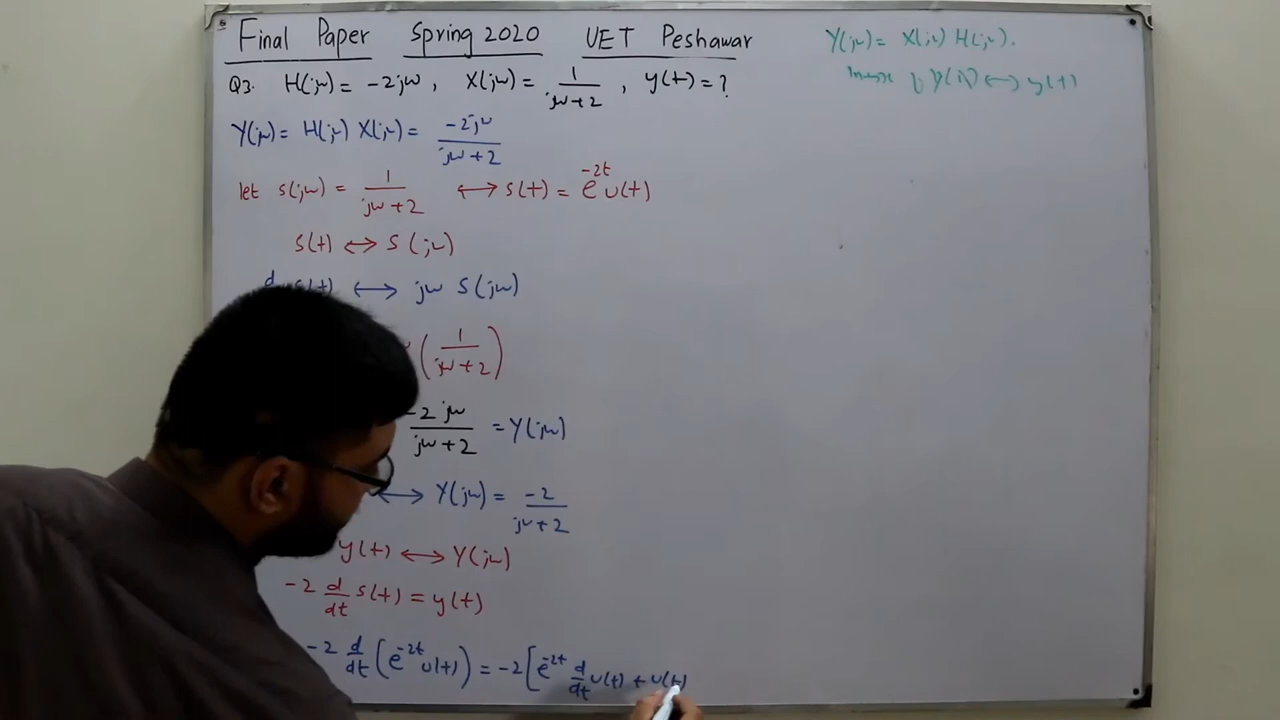 Final Paper Spring 2020 UET Peshawar
Q3. H(jω) = -2jω, X(jω) = 1/(jω+2), y(t) = ?
Y(jω) = H(jω) X(jω) = -2jω/(jω+2)
let s(jω) = 1/(jω+2) ↔ s(t) = e^{-2t} u(t)
s(t) ↔ S(jω)
d s(t) ↔ jω S(jω)
(1/(jω+2))
-2jω/(jω+2) = Y(jω)
↔ Y(jω) = -2/(jω+2)
y(t) ↔ Y(jω)
-2 d/dt s(t) = y(t)
-2 d/dt (e^{-2t} u(t)) = -2[e^{-2t} d/dt u(t) + u(t)
Y(jω) = X(jω) H(jω).
Inverse of Y(jω) ↔ y(t)